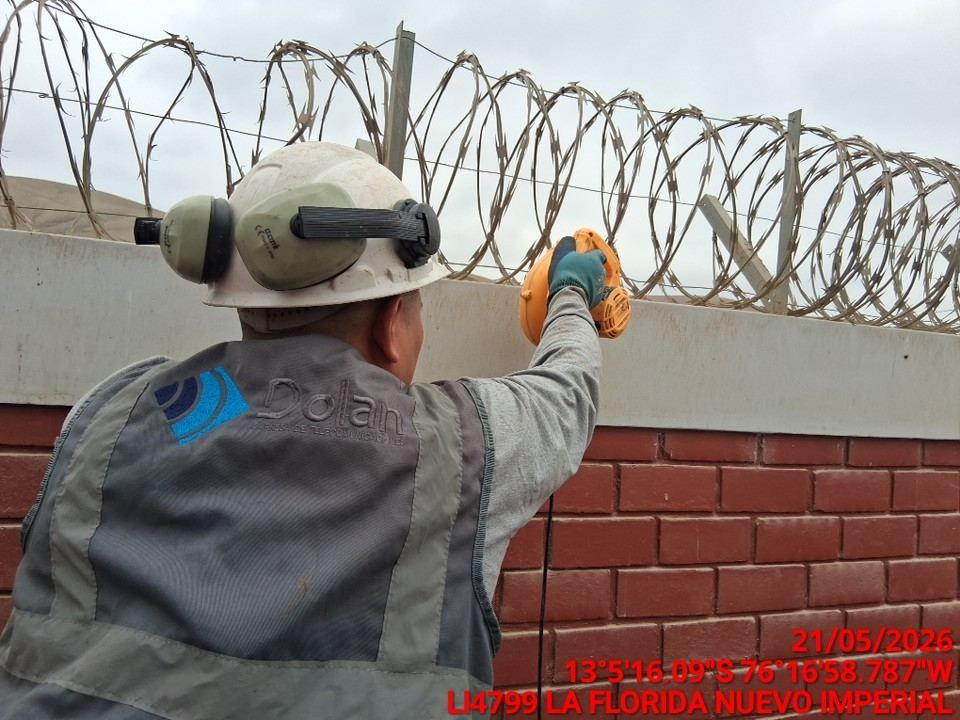 Dolan
21/05/2026
13°5'16.09"S 76°16'58.787"W
LI4799 LA FLORIDA NUEVO IMPERIAL